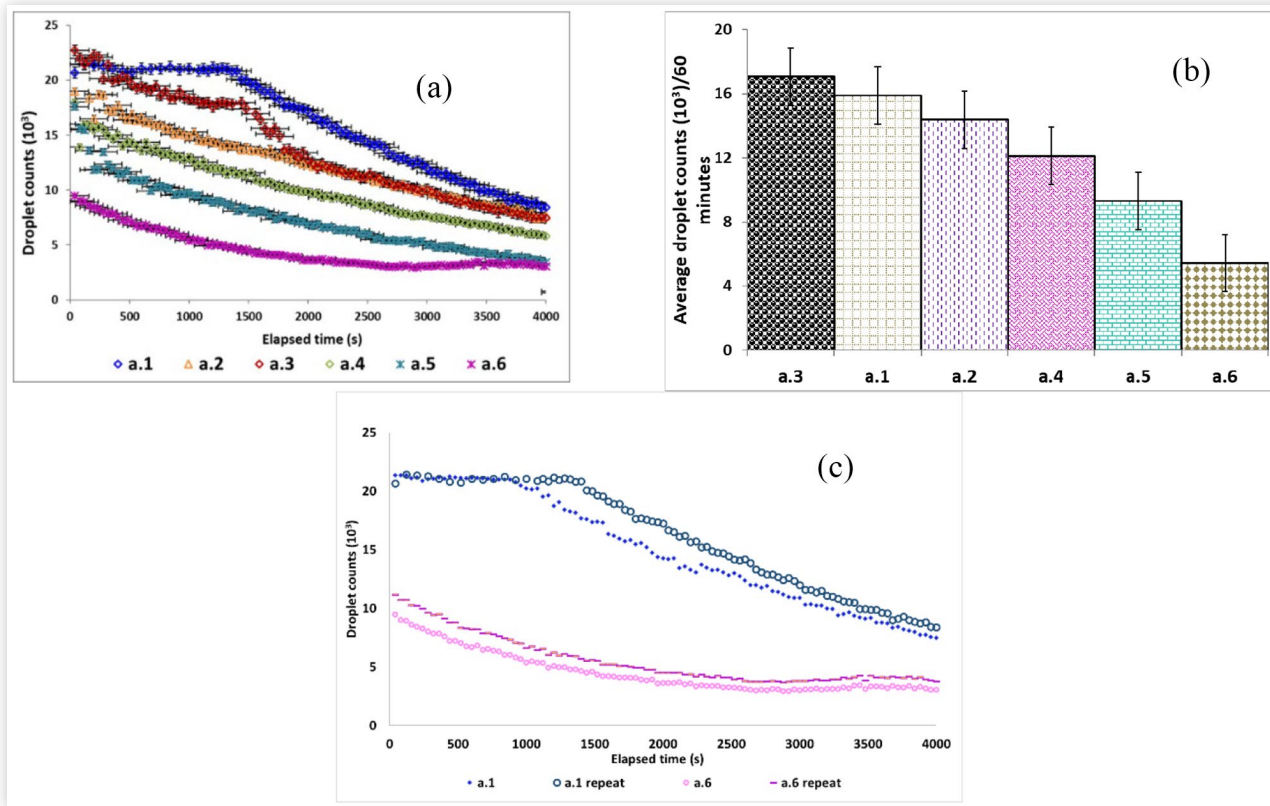 25
20
15
10
5
0
Droplet counts (10³)
(a)
0 500 1000 1500 2000 2500 3000 3500 4000
Elapsed time (s)
a.1 a.2 a.3 a.4 a.5 a.6
20
16
12
8
4
0
Average droplet counts (10³)/60
minutes
(b)
a.3 a.1 a.2 a.4 a.5 a.6
25
20
15
10
5
0
Droplet counts (10³)
(c)
0 500 1000 1500 2000 2500 3000 3500 4000
Elapsed time (s)
a.1 a.1 repeat a.6 a.6 repeat